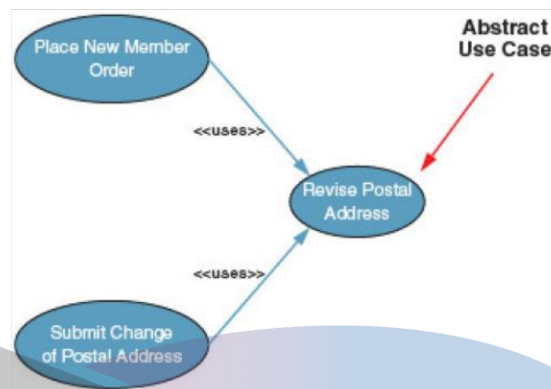 Place New Member
Order
Abstract
Use Case
<<uses>>
Revise Postal
Address
<<uses>>
Submit Change
of Postal Address